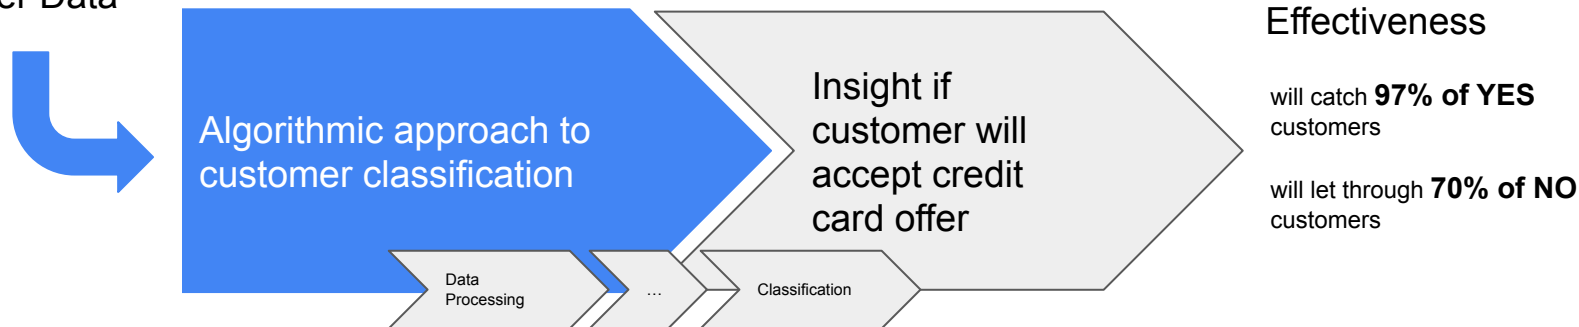 Data
Effectiveness
Algorithmic approach to
customer classification
Insight if
customer will
accept credit
card offer
will catch 97% of YES
customers
will let through 70% of NO
customers
Data
Processing
...
Classification